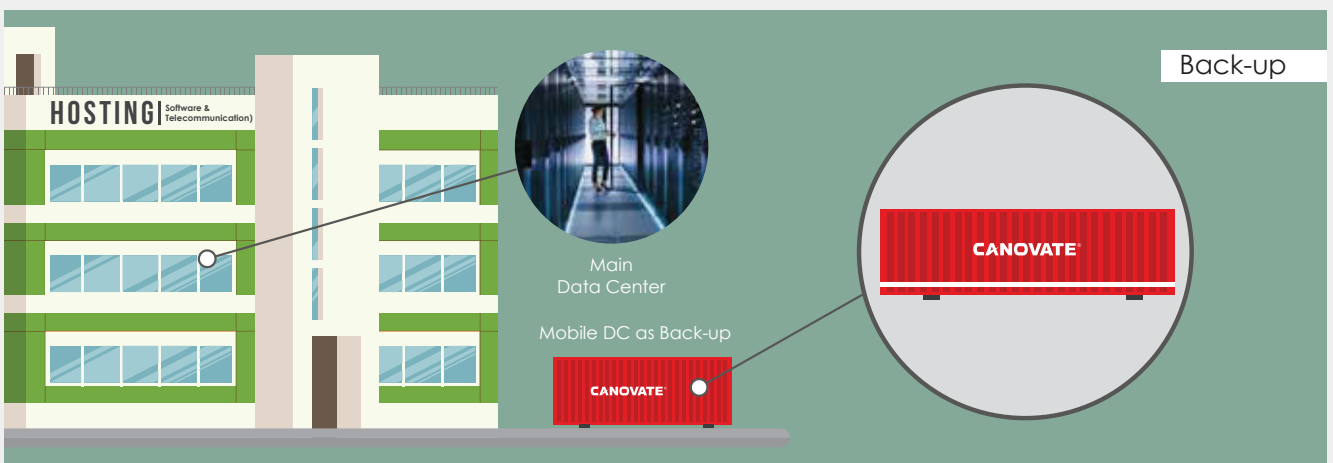 Back-up
HOSTING|
Software &
Telecommunication)
Main
Data Center
Mobile DC as Back-up
CANOVATE
CANOVATE®